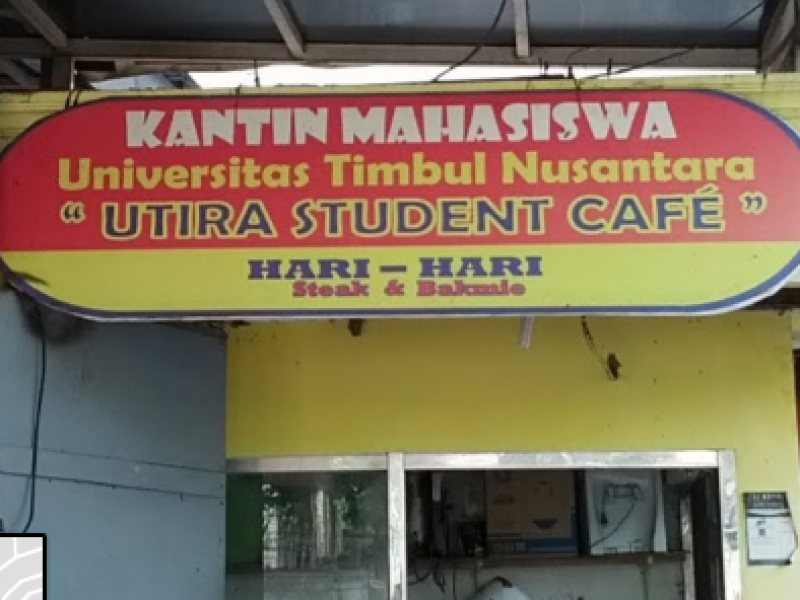 KANTIN MAHASISWA
Universitas Timbul Nusantara
“ UTIRA STUDENT CAFÉ ”
HARI – HARI
Steak & Bakmie